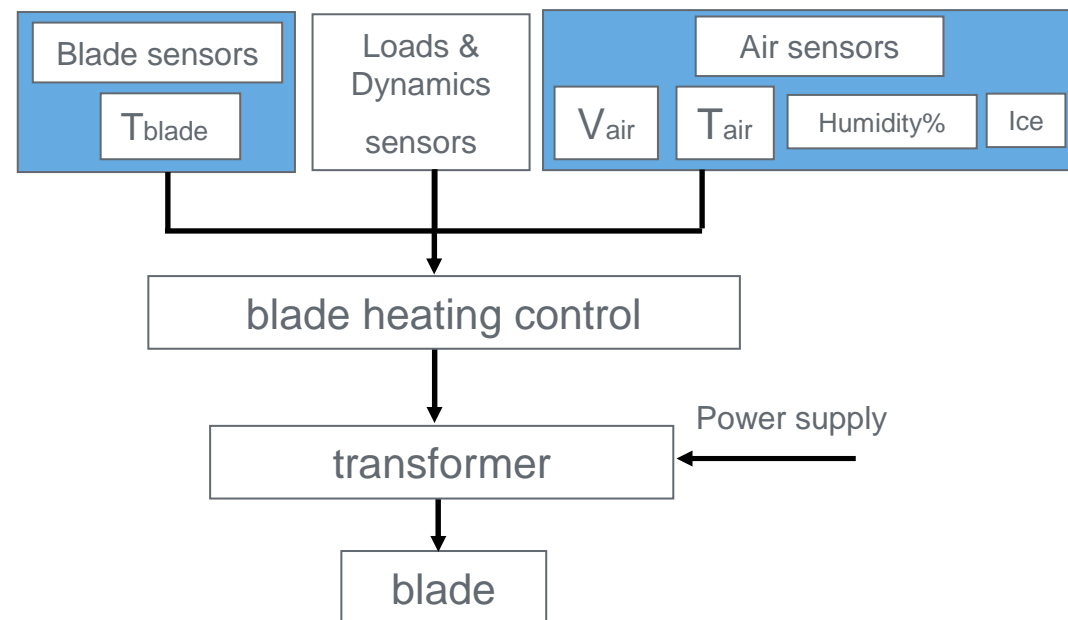 Blade sensors
Tblade
Loads &
Dynamics
sensors
Air sensors
Vair
Tair
Humidity%
Ice
blade heating control
Power supply
transformer
blade